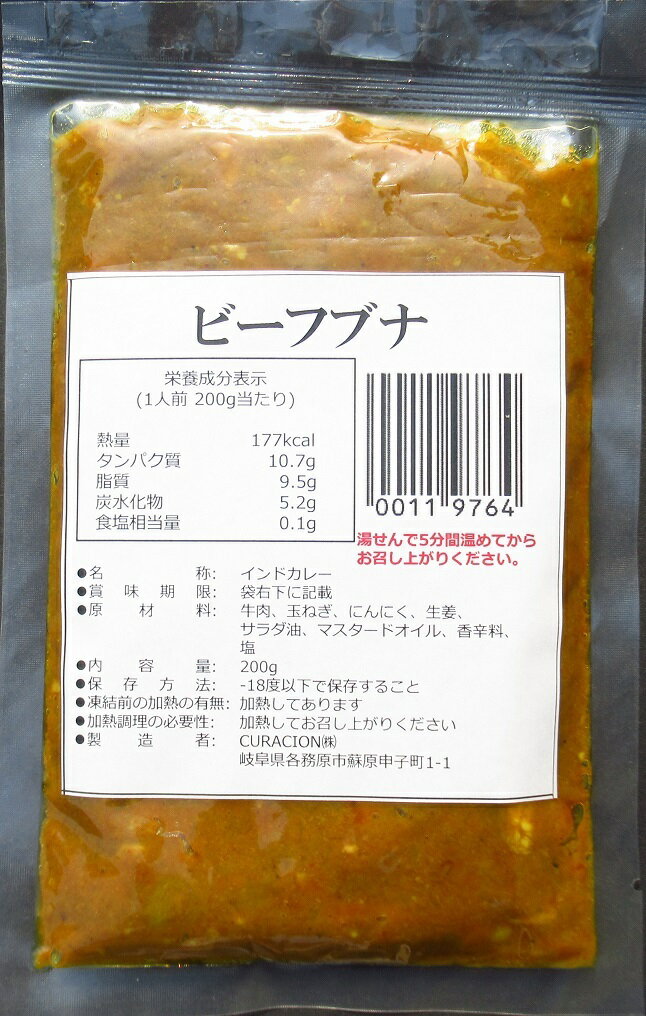 ビーフブナ
栄養成分表示
(1人前 200g当たり)
熱量 177kcal
タンパク質 10.7g
脂質 9.5g
炭水化物 5.2g
食塩相当量 0.1g
0011 9764
湯せんで5分間温めてから
お召し上がりください。
●名称: インドカレー
●賞味期限: 袋右下に記載
●原材料: 牛肉、玉ねぎ、にんにく、生姜、
サラダ油、マスタードオイル、香辛料、
塩
●内容量: 200g
●保存方法: -18度以下で保存すること
●凍結前の加熱の有無: 加熱してあります
●加熱調理の必要性: 加熱してお召し上がりください
●製造者: CURACION㈱
岐阜県各務原市蘇原申子町1-1